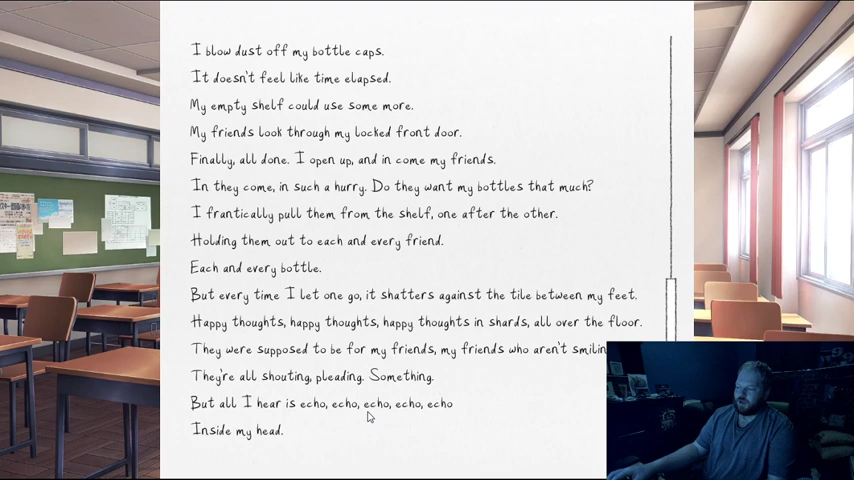 I blow dust off my bottle caps.
It doesn't feel like time elapsed.
My empty shelf could use some more.
My friends look through my locked front door.
Finally, all done. I open up, and in come my friends.
In they come, in such a hurry. Do they want my bottles that much?
I frantically pull them from the shelf, one after the other.
Holding them out to each and every friend.
Each and every bottle.
But every time I let one go, it shatters against the tile between my feet.
Happy thoughts, happy thoughts, happy thoughts in shards, all over the floor.
They were supposed to be for my friends, my friends who aren't smilin
They're all shouting, pleading. Something.
But all I hear is echo, echo, echo, echo, echo
Inside my head.